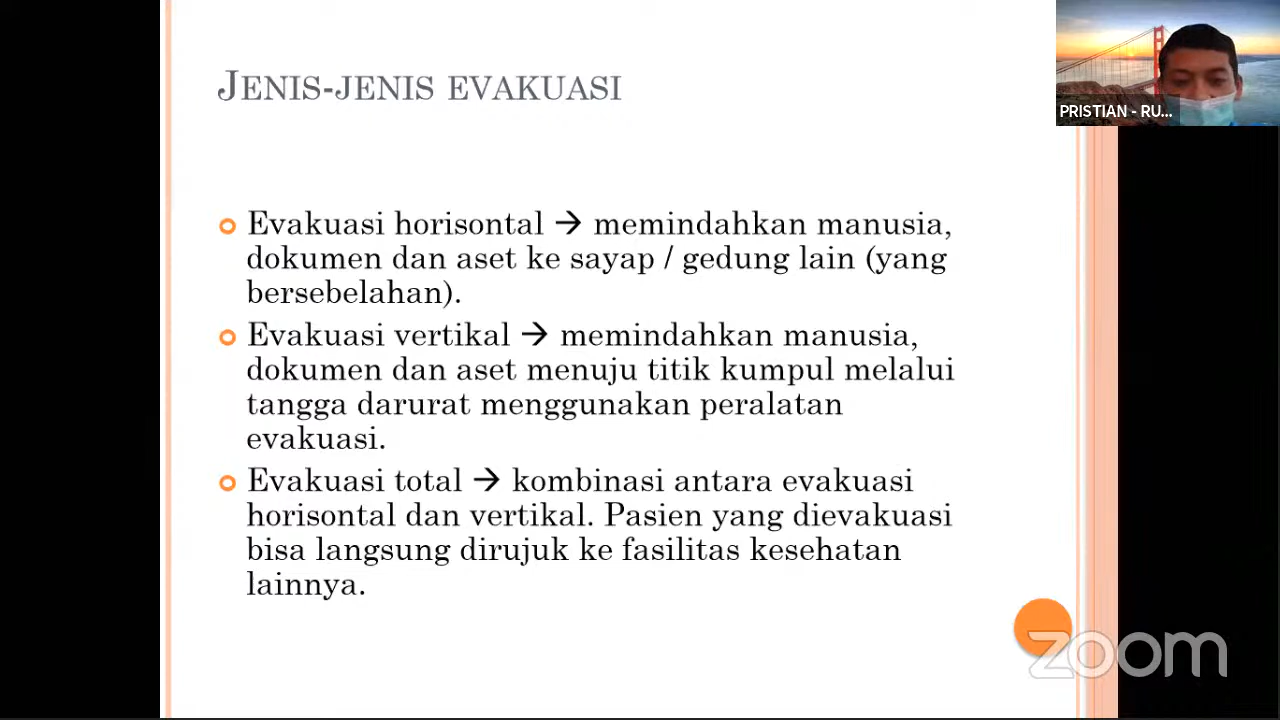 JENIS-JENIS EVAKUASI
PRISTIAN - RU...
Evakuasi horisontal → memindahkan manusia,
dokumen dan aset ke sayap / gedung lain (yang
bersebelahan).
Evakuasi vertikal → memindahkan manusia,
dokumen dan aset menuju titik kumpul melalui
tangga darurat menggunakan peralatan
evakuasi.
Evakuasi total → kombinasi antara evakuasi
horisontal dan vertikal. Pasien yang dievakuasi
bisa langsung dirujuk ke fasilitas kesehatan
lainnya.
zoom